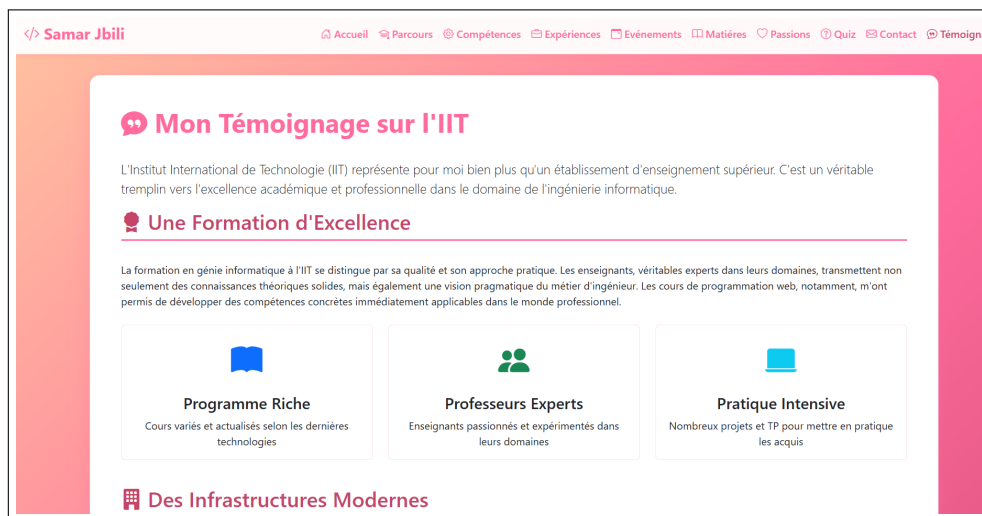 </> Samar Jbili
Accueil Parcours Compétences Expériences Evénements Matiéres Passions Quiz Contact Témoign
Mon Témoignage sur l'IIT
L'Institut International de Technologie (IIT) représente pour moi bien plus qu'un établissement d'enseignement supérieur. C'est un véritable
tremplin vers l'excellence académique et professionnelle dans le domaine de l'ingénierie informatique.
Une Formation d'Excellence
La formation en génie informatique à l'IIT se distingue par sa qualité et son approche pratique. Les enseignants, véritables experts dans leurs domaines, transmettent non
seulement des connaissances théoriques solides, mais également une vision pragmatique du métier d'ingénieur. Les cours de programmation web, notamment, m'ont
permis de développer des compétences concrètes immédiatement applicables dans le monde professionnel.
Programme Riche
Cours variés et actualisés selon les dernières
technologies
Professeurs Experts
Enseignants passionnés et expérimentés dans
leurs domaines
Pratique Intensive
Nombreux projets et TP pour mettre en pratique
les acquis
Des Infrastructures Modernes